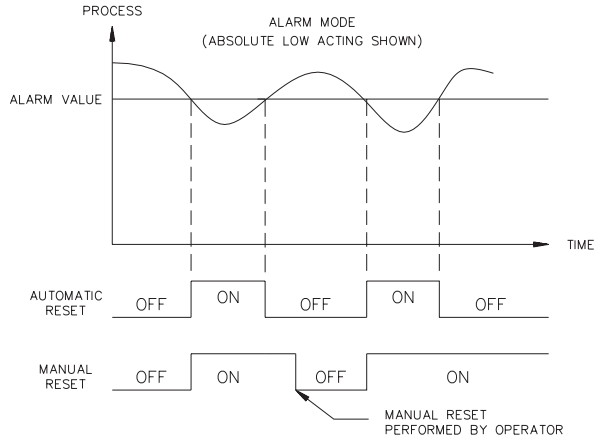 PROCESS
ALARM MODE
(ABSOLUTE LOW ACTING SHOWN)
ALARM VALUE
TIME
AUTOMATIC
RESET
OFF
ON
OFF
ON
OFF
MANUAL
RESET
OFF
ON
OFF
ON
MANUAL RESET
PERFORMED BY OPERATOR